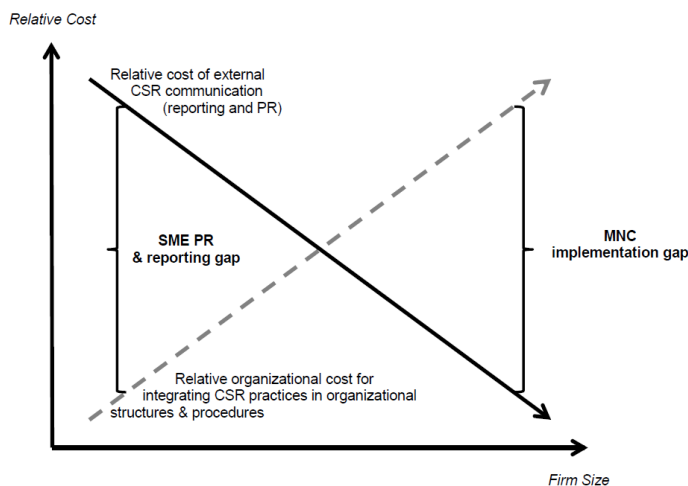 Relative Cost
Relative cost of external
CSR communication
(reporting and PR)
SME PR
& reporting gap
MNC
implementation gap
Relative organizational cost for
integrating CSR practices in organizational
structures & procedures
Firm Size